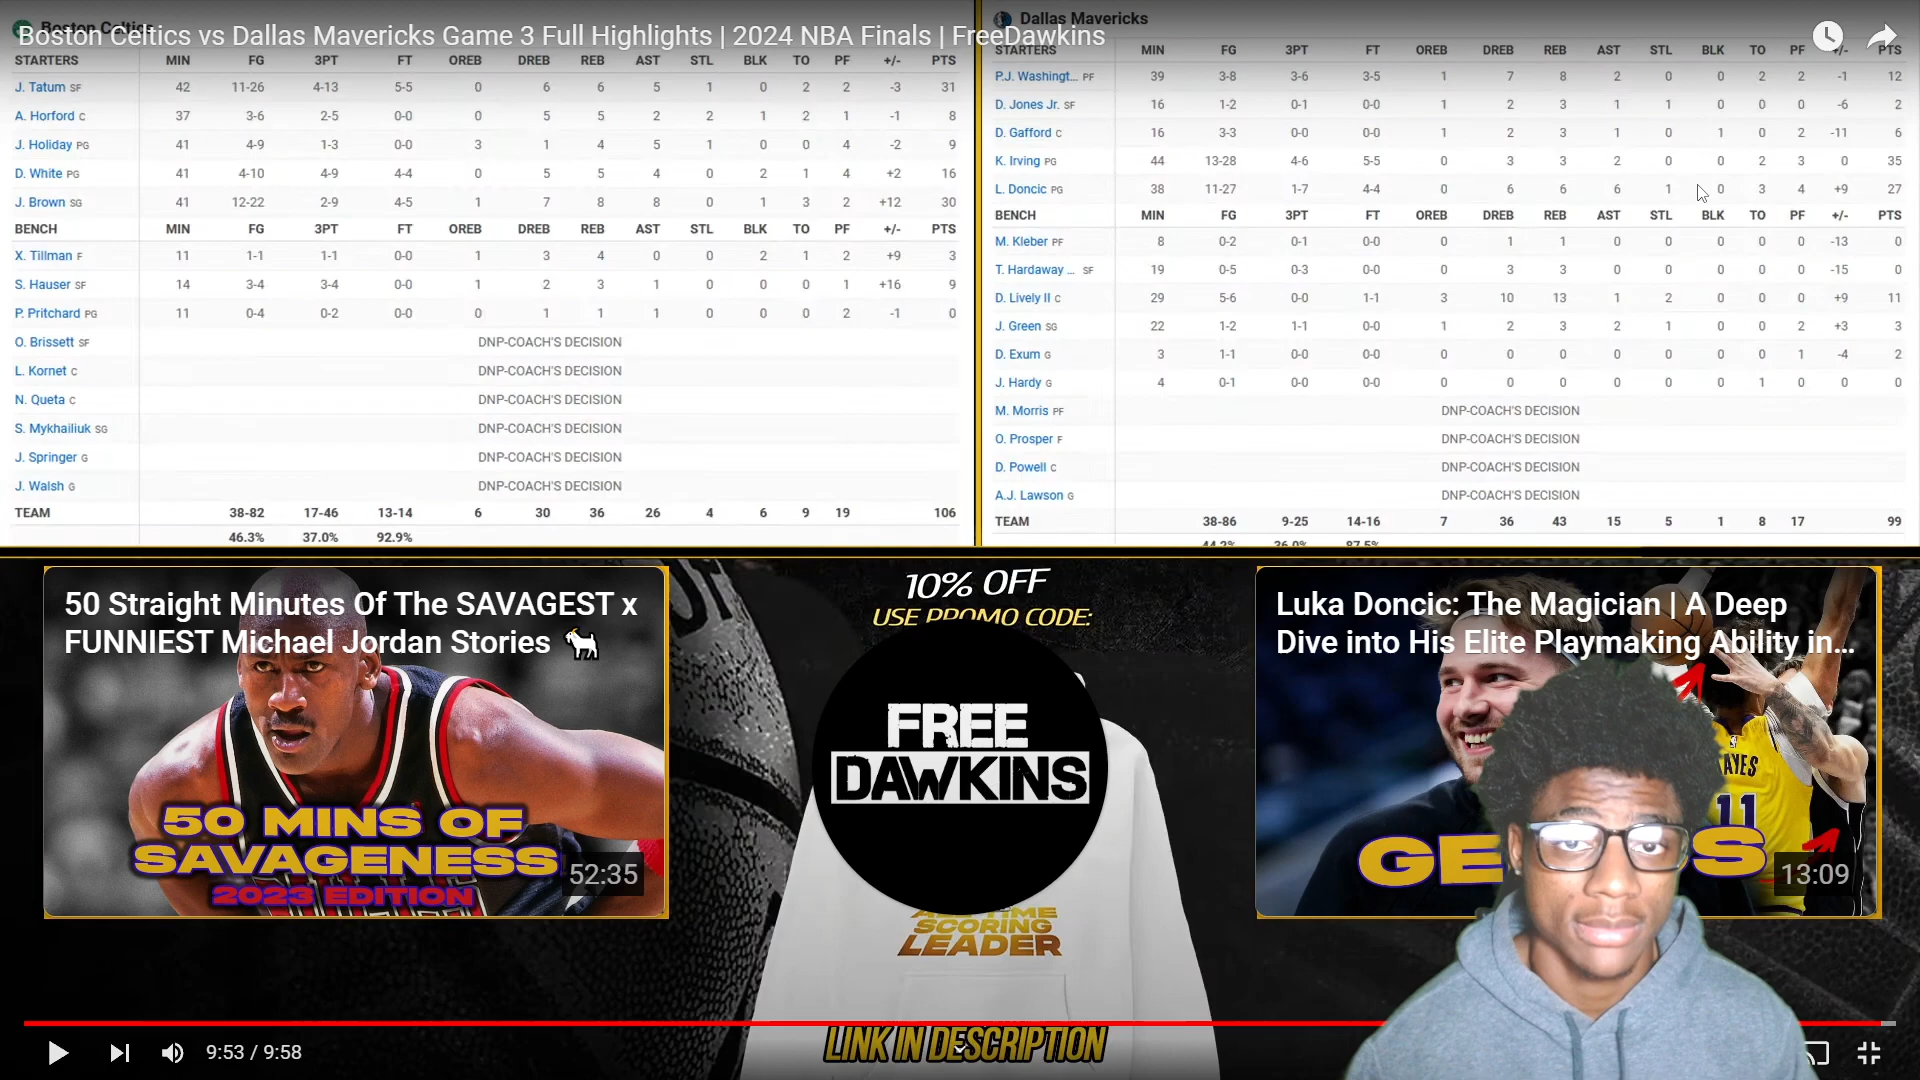 Boston Celtics
Boston Celtics vs Dallas Mavericks Game 3 Full Highlights | 2024 NBA Finals | FreeDawkins
STARTERS MIN FG 3PT FT OREB DREB REB AST STL BLK TO PF +/- PTS
J. Tatum SF 42 11-26 4-13 5-5 0 6 6 5 1 0 2 2 -3 31
A. Horford C 37 3-6 2-5 0-0 0 5 5 2 2 1 2 1 -1 8
J. Holiday PG 41 4-9 1-3 0-0 3 1 4 5 1 0 0 4 -2 9
D. White PG 41 4-10 4-9 4-4 0 5 5 4 0 2 1 4 +2 16
J. Brown SG 41 12-22 2-9 4-5 1 7 8 8 0 1 3 2 +12 30
BENCH MIN FG 3PT FT OREB DREB REB AST STL BLK TO PF +/- PTS
X. Tillman F 11 1-1 1-1 0-0 1 3 4 0 0 2 1 2 +9 3
S. Hauser SF 14 3-4 3-4 0-0 1 2 3 1 0 0 0 1 +16 9
P. Pritchard PG 11 0-4 0-2 0-0 0 1 1 1 0 0 0 2 -1 0
O. Brissett SF DNP-COACH'S DECISION
L. Kornet C DNP-COACH'S DECISION
N. Queta C DNP-COACH'S DECISION
S. Mykhailiuk SG DNP-COACH'S DECISION
J. Springer G DNP-COACH'S DECISION
J. Walsh G DNP-COACH'S DECISION
TEAM 38-82 17-46 13-14 6 30 36 26 4 6 9 19 106
46.3% 37.0% 92.9%
Dallas Mavericks
STARTERS MIN FG 3PT FT OREB DREB REB AST STL BLK TO PF +/- PTS
P.J. Washingt... PF 39 3-8 3-6 3-5 1 7 8 2 0 0 2 2 -1 12
D. Jones Jr. SF 16 1-2 0-1 0-0 1 2 3 1 1 0 0 0 -6 2
D. Gafford C 16 3-3 0-0 0-0 1 2 3 1 0 1 0 2 -11 6
K. Irving PG 44 13-28 4-6 5-5 0 3 3 2 0 0 2 3 0 35
L. Doncic PG 38 11-27 1-7 4-4 0 6 6 6 1 0 3 4 +9 27
BENCH MIN FG 3PT FT OREB DREB REB AST STL BLK TO PF +/- PTS
M. Kleber PF 8 0-2 0-1 0-0 0 1 1 0 0 0 0 0 -13 0
T. Hardaway ... SF 19 0-5 0-3 0-0 0 3 3 0 0 0 0 0 -15 0
D. Lively II C 29 5-6 0-0 1-1 3 10 13 1 2 0 0 0 +9 11
J. Green SG 22 1-2 1-1 0-0 1 2 3 2 1 0 0 2 +3 3
D. Exum G 3 1-1 0-0 0-0 0 0 0 0 0 0 0 1 -4 2
J. Hardy G 4 0-1 0-0 0-0 0 0 0 0 0 0 1 0 0 0
M. Morris PF DNP-COACH'S DECISION
O. Prosper F DNP-COACH'S DECISION
D. Powell C DNP-COACH'S DECISION
A.J. Lawson G DNP-COACH'S DECISION
TEAM 38-86 9-25 14-16 7 36 43 15 5 1 8 17 99
44.2% 36.0% 87.5%
50 Straight Minutes Of The SAVAGEST x
FUNNIEST Michael Jordan Stories
50 MINS OF
SAVAGENESS
2023 EDITION
52:35
10% OFF
USE PROMO CODE:
FREE
DAWKINS
ALL TIME
SCORING
LEADER
LINK IN DESCRIPTION
Luka Doncic: The Magician | A Deep
Dive into His Elite Playmaking Ability in...
11
13:09
9:53 / 9:58